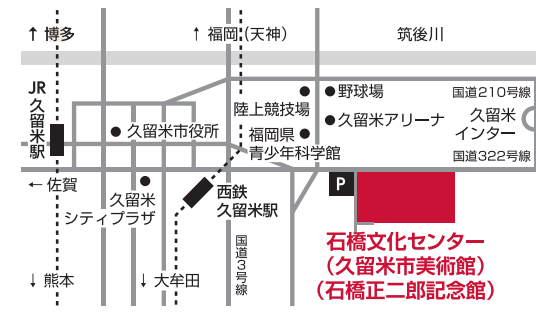 ↑ 博多
↑ 福岡（天神）
筑後川
JR
久留米駅
久留米市役所
陸上競技場
野球場
国道210号線
福岡県
青少年科学館
久留米アリーナ
久留米
インター
国道322号線
← 佐賀
久留米
シティプラザ
西鉄
久留米駅
P
↓ 熊本
↓ 大牟田
国道3号線
石橋文化センター
（久留米市美術館）
（石橋正二郎記念館）